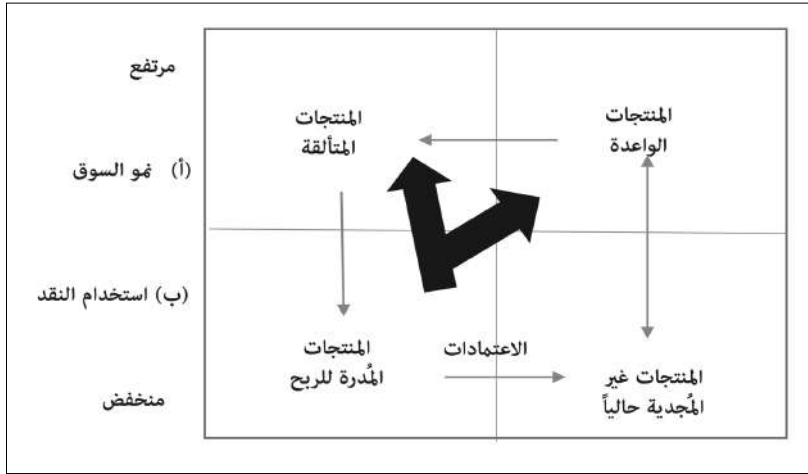 مرتفع
(أ) نمو السوق
(ب) استخدام النقد
منخفض
المنتجات
الواعدة
المنتجات
المتألقة
الاعتمادات
المنتجات غير
المُجدية حالياً
المنتجات
المُدرة للربح